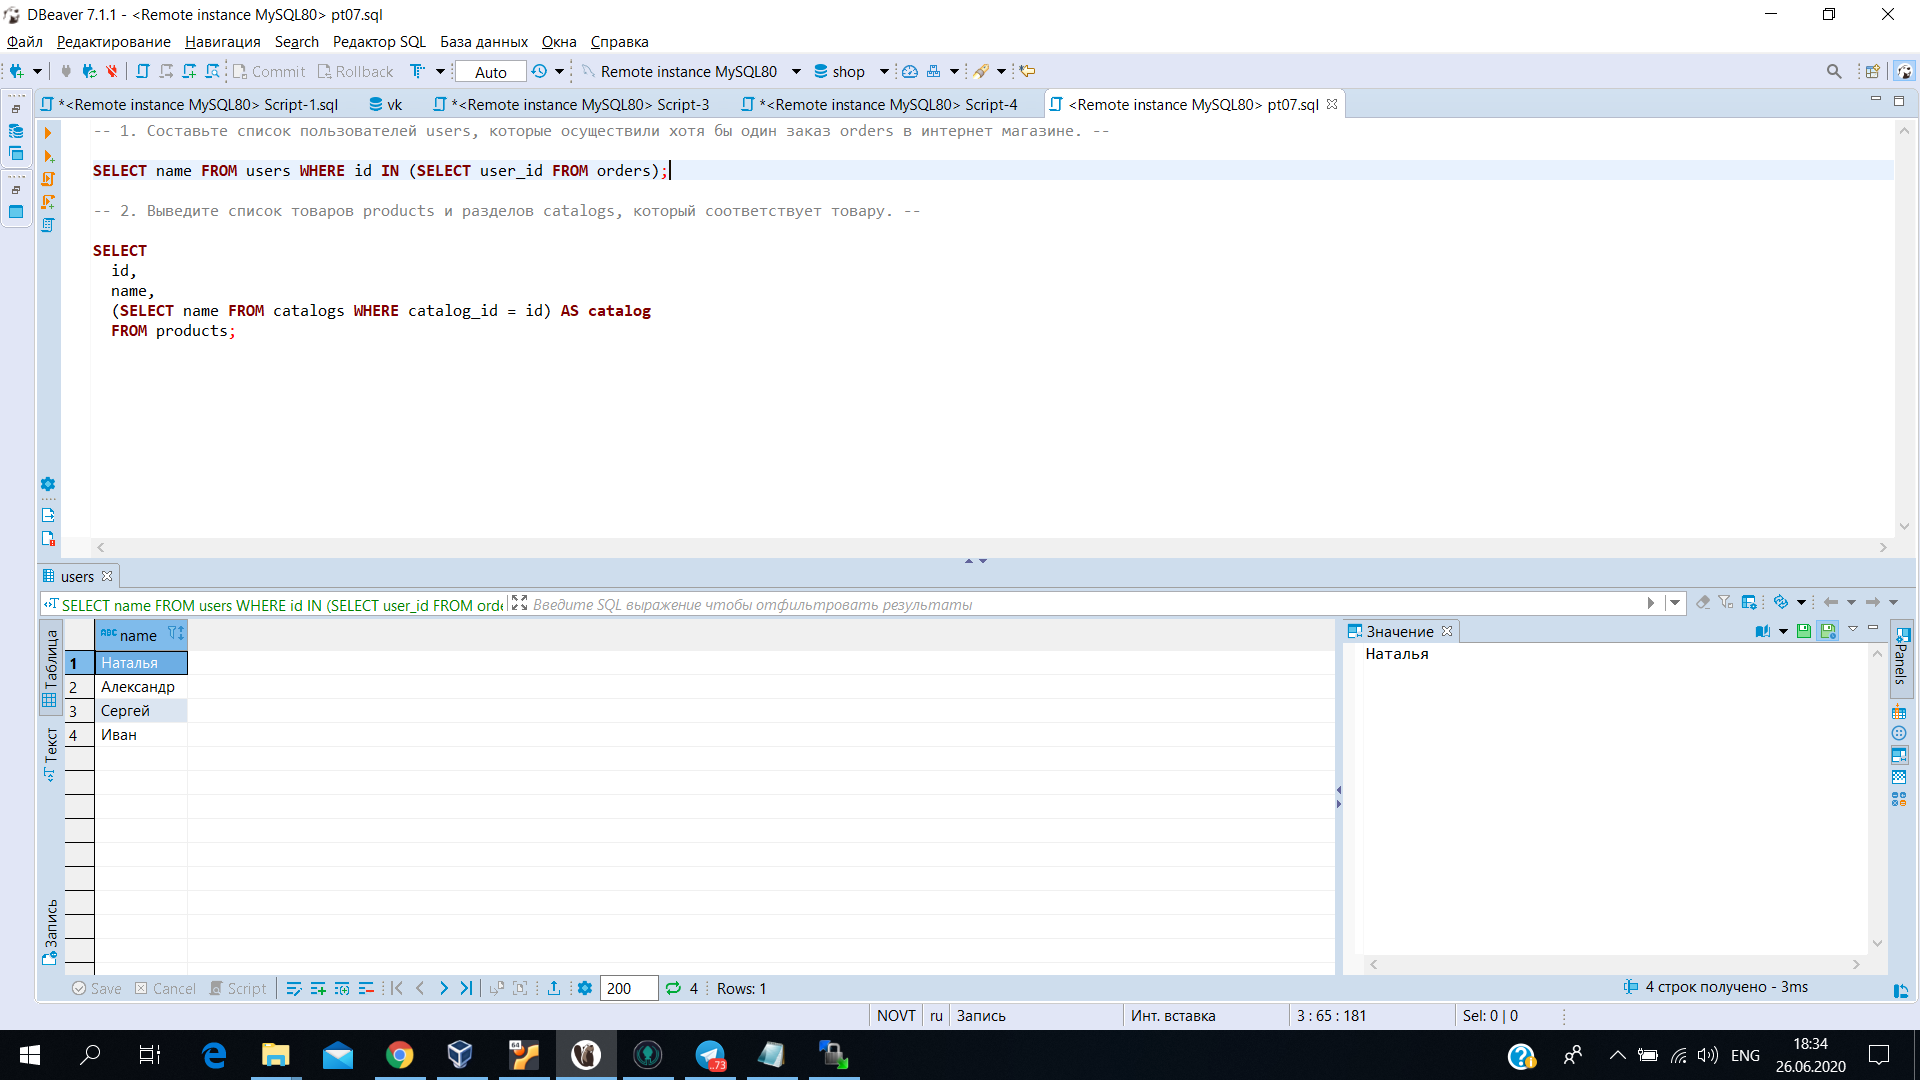 DBeaver 7.1.1 - <Remote instance MySQL80> pt07.sql
Файл Редактирование Навигация Search Редактор SQL База данных Окна Справка
Commit Rollback Auto Remote instance MySQL80 shop
*<Remote instance MySQL80> Script-1.sql vk *<Remote instance MySQL80> Script-3 *<Remote instance MySQL80> Script-4 <Remote instance MySQL80> pt07.sql
-- 1. Составьте список пользователей users, которые осуществили хотя бы один заказ orders в интернет магазине. --
SELECT name FROM users WHERE id IN (SELECT user_id FROM orders);
-- 2. Выведите список товаров products и разделов catalogs, который соответствует товару. --
SELECT
id,
name,
(SELECT name FROM catalogs WHERE catalog_id = id) AS catalog
FROM products;
users
SELECT name FROM users WHERE id IN (SELECT user_id FROM orde Введите SQL выражение чтобы отфильтровать результаты
Таблица
Текст
Запись
ABC name
1 Наталья
2 Александр
3 Сергей
4 Иван
Значение
Наталья
Panels
Save Cancel Script 200 4 Rows: 1
4 строк получено - 3ms
NOVT ru Запись Инт. вставка 3 : 65 : 181 Sel: 0 | 0
64
..73
ENG
18:34
26.06.2020